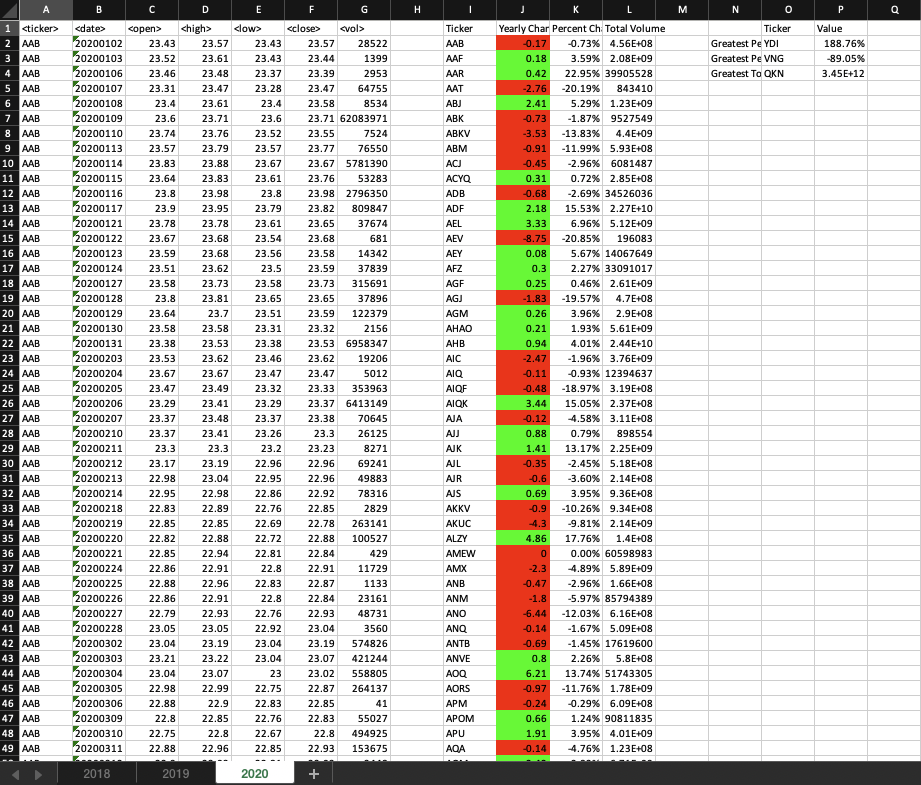 A B C D E F G H I J K L M N O P Q
1 <ticker> <date> <open> <high> <low> <close> <vol> Ticker Yearly Char Percent Ch Total Volume Ticker Value
2 AAB 20200102 23.43 23.57 23.43 23.57 28522 AAB -0.17 -0.73% 4.56E+08 Greatest Pe YDI 188.76%
3 AAB 20200103 23.52 23.61 23.43 23.44 1399 AAF 0.18 3.59% 2.08E+09 Greatest Pe VNG -89.05%
4 AAB 20200106 23.46 23.48 23.37 23.39 2953 AAR 0.42 22.95% 39905528 Greatest To QKN 3.45E+12
5 AAB 20200107 23.31 23.47 23.28 23.47 64755 AAT -2.76 -20.19% 843410
6 AAB 20200108 23.4 23.61 23.4 23.58 8534 ABJ 2.41 5.29% 1.23E+09
7 AAB 20200109 23.6 23.71 23.6 23.71 62083971 ABK -0.73 -1.87% 9527549
8 AAB 20200110 23.74 23.76 23.52 23.55 7524 ABKV -3.53 -13.83% 4.4E+09
9 AAB 20200113 23.57 23.79 23.57 23.77 76550 ABM -0.91 -11.99% 5.93E+08
10 AAB 20200114 23.83 23.88 23.67 23.67 5781390 ACJ -0.45 -2.96% 6081487
11 AAB 20200115 23.64 23.83 23.61 23.76 53283 ACYQ 0.31 0.72% 2.85E+08
12 AAB 20200116 23.8 23.98 23.8 23.98 2796350 ADB -0.68 -2.69% 34526036
13 AAB 20200117 23.9 23.95 23.79 23.82 809847 ADF 2.18 15.53% 2.27E+10
14 AAB 20200121 23.78 23.78 23.61 23.65 37674 AEL 3.33 6.96% 5.12E+09
15 AAB 20200122 23.67 23.68 23.54 23.68 681 AEV -8.75 -20.85% 196083
16 AAB 20200123 23.59 23.68 23.56 23.58 14342 AEY 0.08 5.67% 14067649
17 AAB 20200124 23.51 23.62 23.5 23.59 37839 AFZ 0.3 2.27% 33091017
18 AAB 20200127 23.58 23.73 23.58 23.73 315691 AGF 0.25 0.46% 2.61E+09
19 AAB 20200128 23.8 23.81 23.65 23.65 37896 AGJ -1.83 -19.57% 4.7E+08
20 AAB 20200129 23.64 23.7 23.51 23.59 122379 AGM 0.26 3.96% 2.9E+08
21 AAB 20200130 23.58 23.58 23.31 23.32 2156 AHAO 0.21 1.93% 5.61E+09
22 AAB 20200131 23.38 23.53 23.38 23.53 6958347 AHB 0.94 4.01% 2.44E+10
23 AAB 20200203 23.53 23.62 23.46 23.62 19206 AIC -2.47 -1.96% 3.76E+09
24 AAB 20200204 23.67 23.67 23.47 23.47 5012 AIQ -0.11 -0.93% 12394637
25 AAB 20200205 23.47 23.49 23.32 23.33 353963 AIQF -0.48 -18.97% 3.19E+08
26 AAB 20200206 23.29 23.41 23.29 23.37 6413149 AIQK 3.44 15.05% 2.37E+08
27 AAB 20200207 23.37 23.48 23.37 23.38 70645 AJA -0.12 -4.58% 3.11E+08
28 AAB 20200210 23.37 23.41 23.26 23.3 26125 AJJ 0.88 0.79% 898554
29 AAB 20200211 23.3 23.3 23.2 23.23 8271 AJK 1.41 13.17% 2.25E+09
30 AAB 20200212 23.17 23.19 22.96 22.96 69241 AJL -0.35 -2.45% 5.18E+08
31 AAB 20200213 22.98 23.04 22.95 22.96 49883 AJR -0.6 -3.60% 2.14E+08
32 AAB 20200214 22.95 22.98 22.86 22.92 78316 AJS 0.69 3.95% 9.36E+08
33 AAB 20200218 22.83 22.89 22.76 22.85 2829 AKKV -0.9 -10.26% 9.34E+08
34 AAB 20200219 22.85 22.85 22.69 22.78 263141 AKUC -4.3 -9.81% 2.14E+09
35 AAB 20200220 22.82 22.88 22.72 22.88 100527 ALZY 4.86 17.76% 1.4E+08
36 AAB 20200221 22.85 22.94 22.81 22.84 429 AMEW 0 0.00% 60598983
37 AAB 20200224 22.86 22.91 22.8 22.91 11729 AMX -2.3 -4.89% 5.89E+09
38 AAB 20200225 22.88 22.96 22.83 22.87 1133 ANB -0.47 -2.96% 1.66E+08
39 AAB 20200226 22.86 22.91 22.8 22.84 23161 ANM -1.8 -5.97% 85794389
40 AAB 20200227 22.79 22.93 22.76 22.93 48731 ANO -6.44 -12.03% 6.16E+08
41 AAB 20200228 23.05 23.05 22.92 23.04 3560 ANQ -0.14 -1.67% 5.09E+08
42 AAB 20200302 23.04 23.19 23.04 23.19 574826 ANTB -0.69 -1.45% 17619600
43 AAB 20200303 23.21 23.22 23.04 23.07 421244 ANVE 0.8 2.26% 5.8E+08
44 AAB 20200304 23.04 23.07 23 23.02 558805 AOQ 6.21 13.74% 51743305
45 AAB 20200305 22.98 22.99 22.75 22.87 264137 AORS -0.97 -11.76% 1.78E+09
46 AAB 20200306 22.88 22.9 22.83 22.85 41 APM -0.24 -0.29% 6.09E+08
47 AAB 20200309 22.8 22.85 22.76 22.83 55027 APOM 0.66 1.24% 90811835
48 AAB 20200310 22.75 22.8 22.67 22.8 494925 APU 1.91 3.95% 4.01E+09
49 AAB 20200311 22.88 22.96 22.85 22.93 153675 AQA -0.14 -4.76% 1.23E+08
2018 2019 2020 +